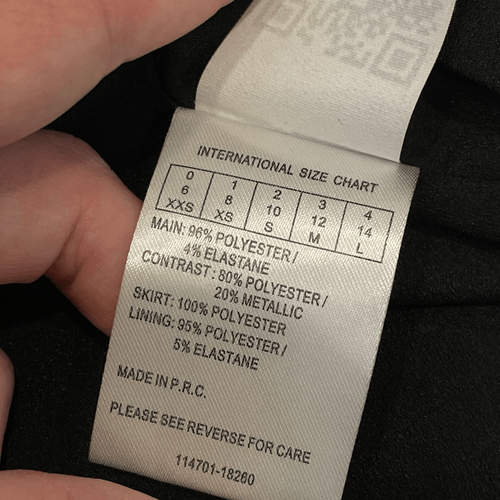 INTERNATIONAL SIZE CHART
0 1 2 3 4
6 8 10 12 14
XXS XS S M L
MAIN: 96% POLYESTER/
4% ELASTANE
CONTRAST: 80% POLYESTER/
20% METALLIC
SKIRT: 100% POLYESTER
LINING: 95% POLYESTER/
5% ELASTANE
MADE IN P.R.C.
PLEASE SEE REVERSE FOR CARE
114701-18260